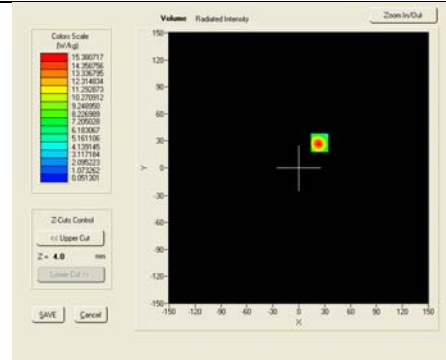 Volume Radiated Intensity
Zoom In/Out
Colors Scale
(W/kg)
15.380717
14.358756
13.336795
12.314834
11.292873
10.270912
9.248950
8.226989
7.205028
6.183067
5.161106
4.139145
3.117184
2.095223
1.073262
0.051301
Z-Cuts Control
<< Upper Cut
Z = 4.0 mm
Lower Cut >>
SAVE
Cancel
150
120
90
60
30
Y
0
-30
-60
-90
-120
-150
-150 -120 -90 -60 -30 0 30 60 90 120 150
X